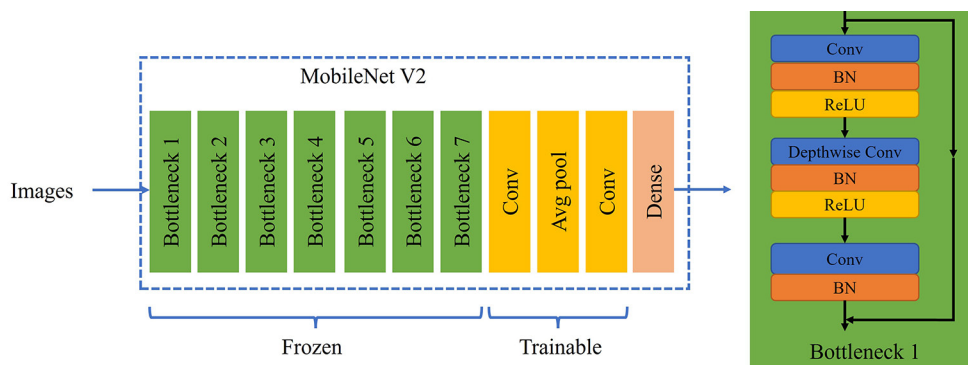 MobileNet V2
Images
Bottleneck 1
Bottleneck 2
Bottleneck 3
Bottleneck 4
Bottleneck 5
Bottleneck 6
Bottleneck 7
Conv
Avg pool
Conv
Dense
Frozen
Trainable
Conv
BN
ReLU
Depthwise Conv
BN
ReLU
Conv
BN
Bottleneck 1